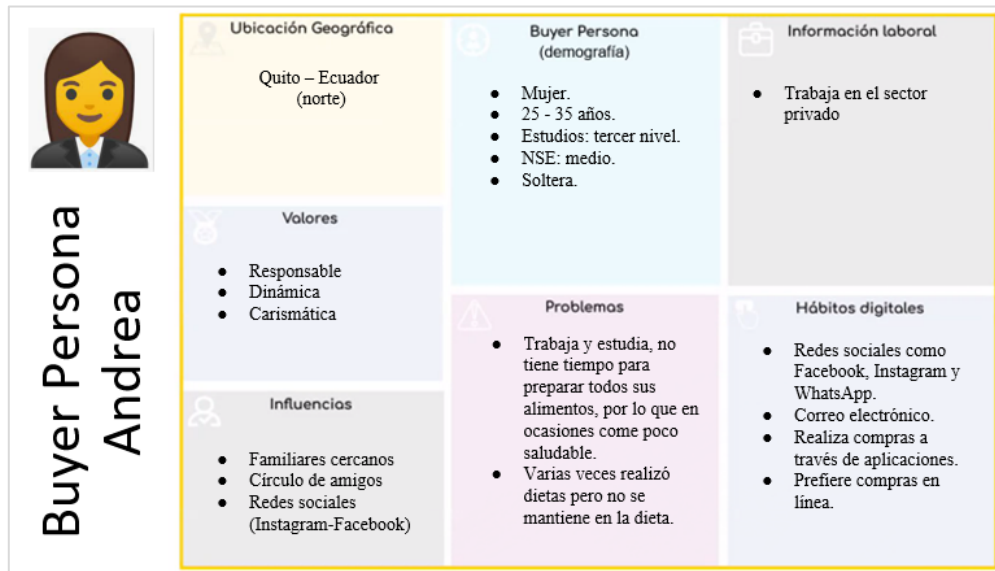 Buyer Persona
Andrea
Ubicación Geográfica
Quito – Ecuador
(norte)
Valores
● Responsable
● Dinámica
● Carismática
Influencias
● Familiares cercanos
● Círculo de amigos
● Redes sociales
(Instagram-Facebook)
Buyer Persona
(demografía)
● Mujer.
● 25 - 35 años.
● Estudios: tercer nivel.
● NSE: medio.
● Soltera.
Problemas
● Trabaja y estudia, no
tiene tiempo para
preparar todos sus
alimentos, por lo que en
ocasiones come poco
saludable.
● Varias veces realizó
dietas pero no se
mantiene en la dieta.
Información laboral
● Trabaja en el sector
privado
Hábitos digitales
● Redes sociales como
Facebook, Instagram y
WhatsApp.
● Correo electrónico.
● Realiza compras a
través de aplicaciones.
● Prefiere compras en
línea.